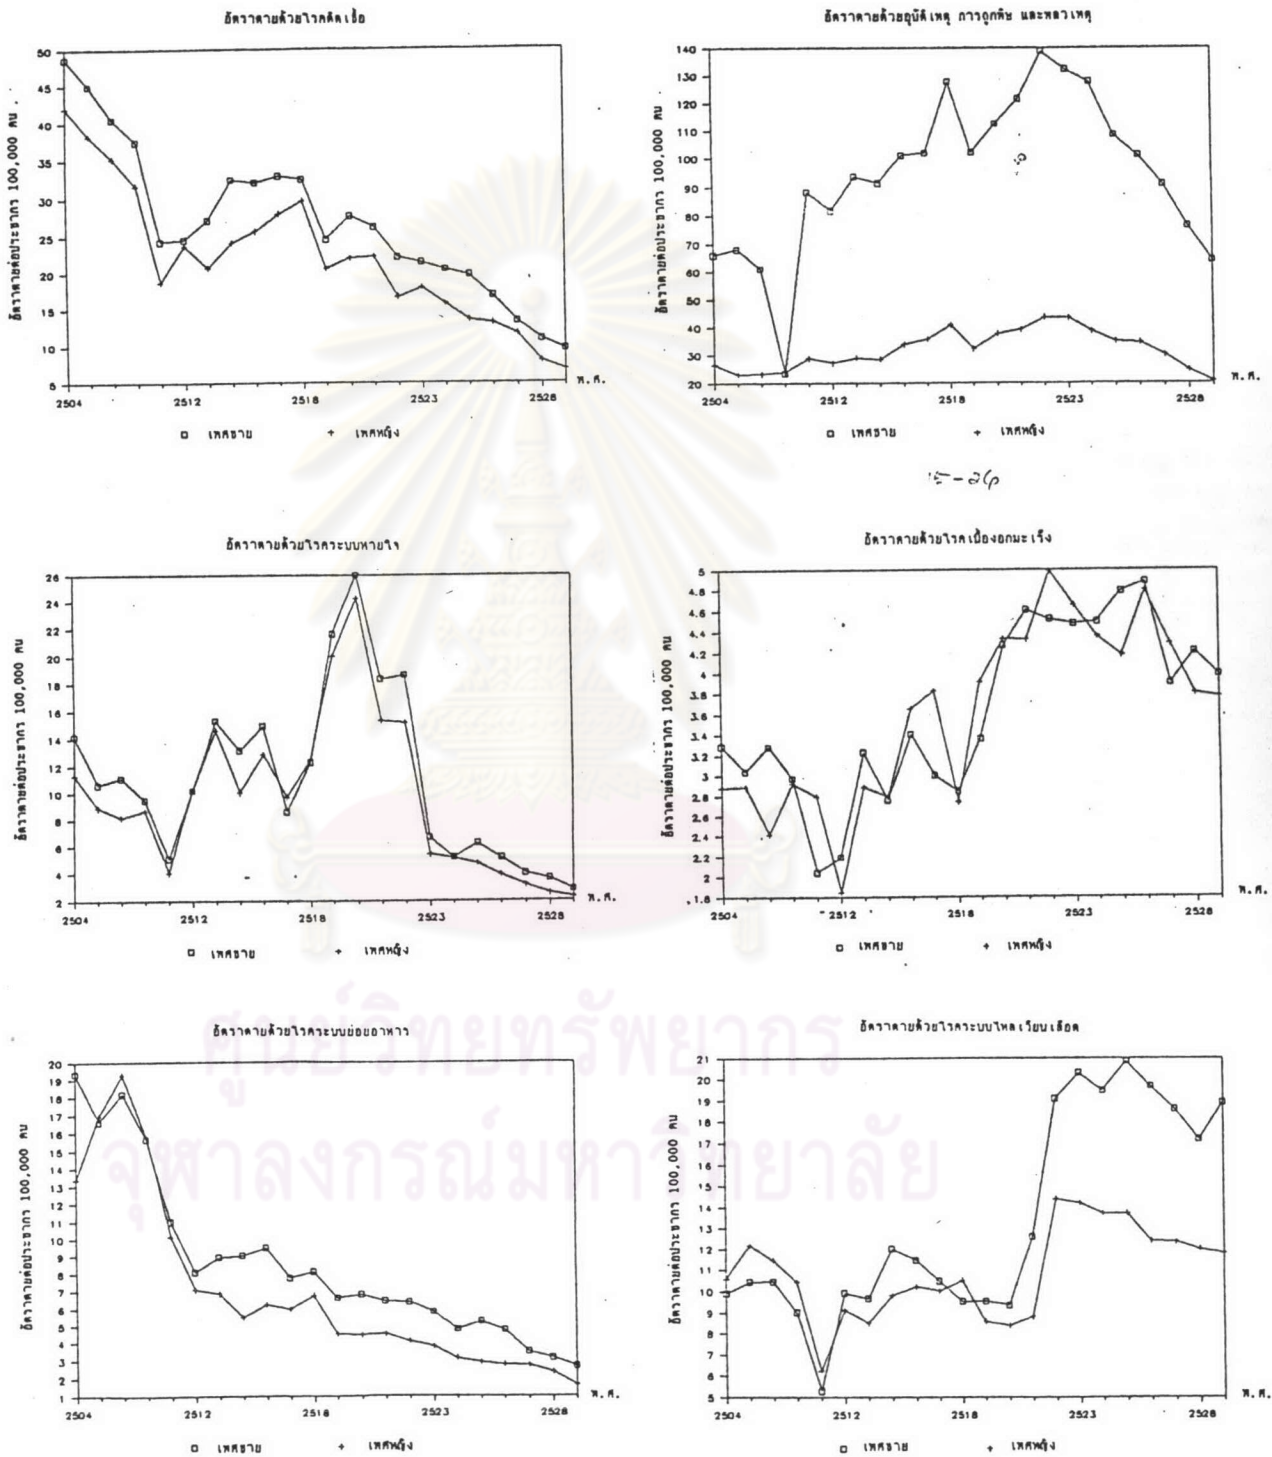 อัตราตายด้วยโรคติดเชื้อ
อัตราตายต่อประชากร 100,000 คน
50
45
40
35
30
25
20
15
10
5
2504 2512 2518 2523 2528
พ.ศ.
เพศชาย เพศหญิง
อัตราตายด้วยอุบัติเหตุ การถูกพิษ และพลวเหตุ
อัตราตายต่อประชากร 100,000 คน
140
130
120
110
100
90
80
70
60
50
40
30
20
2504 2512 2518 2523 2528
พ.ศ.
เพศชาย เพศหญิง
อัตราตายด้วยโรคระบบหายใจ
อัตราตายต่อประชากร 100,000 คน
26
24
22
20
18
16
14
12
10
8
6
4
2
2504 2512 2518 2523 2528
พ.ศ.
เพศชาย เพศหญิง
อัตราตายด้วยโรคเนื้องอกมะเร็ง
อัตราตายต่อประชากร 100,000 คน
5
4.8
4.6
4.4
4.2
4
3.8
3.6
3.4
3.2
3
2.8
2.6
2.4
2.2
2
1.8
2504 2512 2518 2523 2528
พ.ศ.
เพศชาย เพศหญิง
อัตราตายด้วยโรคระบบย่อยอาหาร
อัตราตายต่อประชากร 100,000 คน
20
19
18
17
16
15
14
13
12
11
10
9
8
7
6
5
4
3
2
1
2504 2512 2518 2523 2528
พ.ศ.
เพศชาย เพศหญิง
อัตราตายด้วยโรคระบบไหลเวียนเลือด
อัตราตายต่อประชากร 100,000 คน
21
20
19
18
17
16
15
14
13
12
11
10
9
8
7
6
5
2504 2512 2518 2523 2528
พ.ศ.
เพศชาย เพศหญิง
ศูนย์วิทยทรัพยากร
จุฬาลงกรณ์มหาวิทยาลัย